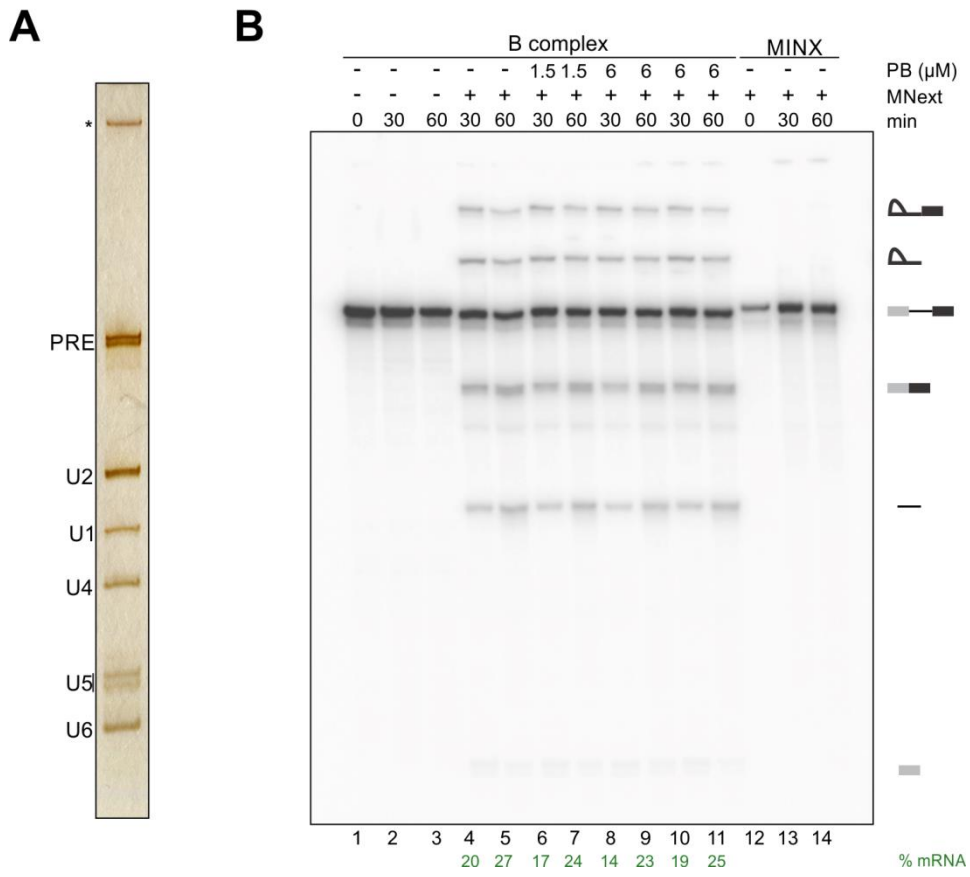 A
B
B complex
MINX
- - - - - 1.5 1.5 6 6 6 6 - - - PB (µM)
- - - + + + + + + + + + + + MNext
0 30 60 30 60 30 60 30 60 30 60 0 30 60 min
*
PRE
U2
U1
U4
U5
U6
1 2 3 4 5 6 7 8 9 10 11 12 13 14
20 27 17 24 14 23 19 25 % mRNA